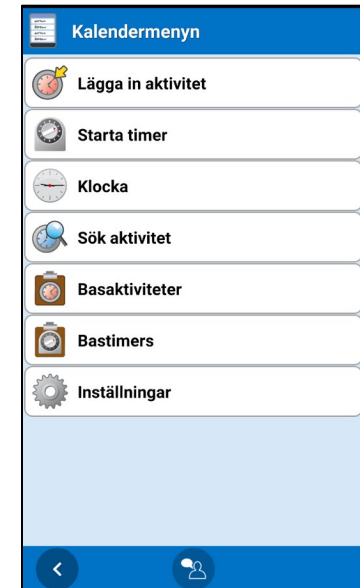 Kalendermenyn
Lägga in aktivitet
Starta timer
Klocka
Sök aktivitet
Basaktiviteter
Bastimers
Inställningar